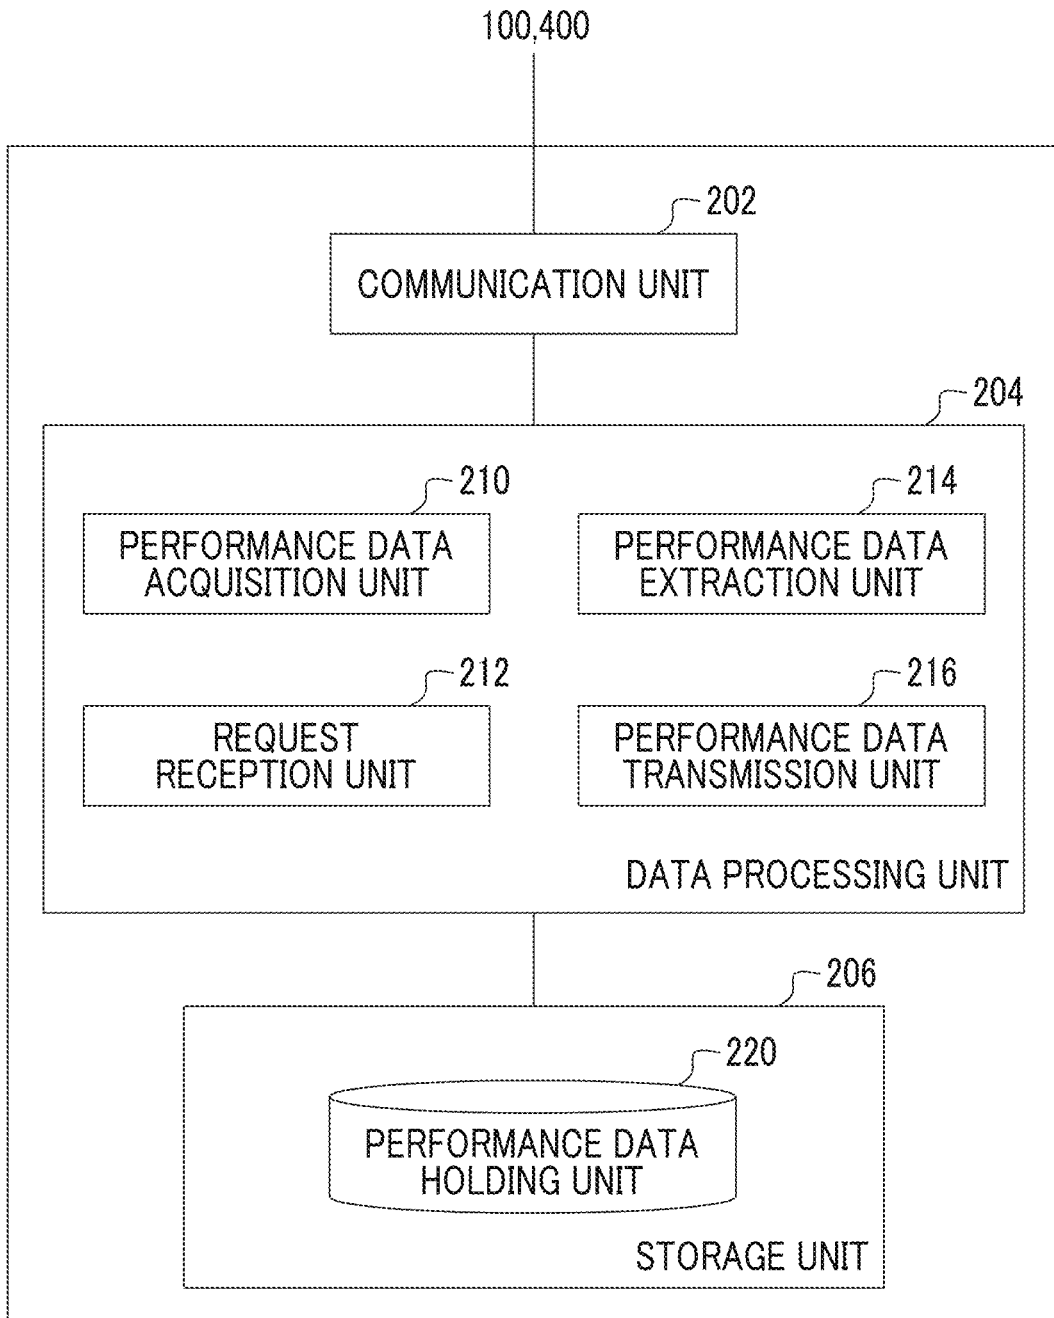 100,400
202
COMMUNICATION UNIT
204
210
PERFORMANCE DATA
ACQUISITION UNIT
214
PERFORMANCE DATA
EXTRACTION UNIT
212
REQUEST
RECEPTION UNIT
216
PERFORMANCE DATA
TRANSMISSION UNIT
DATA PROCESSING UNIT
206
220
PERFORMANCE DATA
HOLDING UNIT
STORAGE UNIT